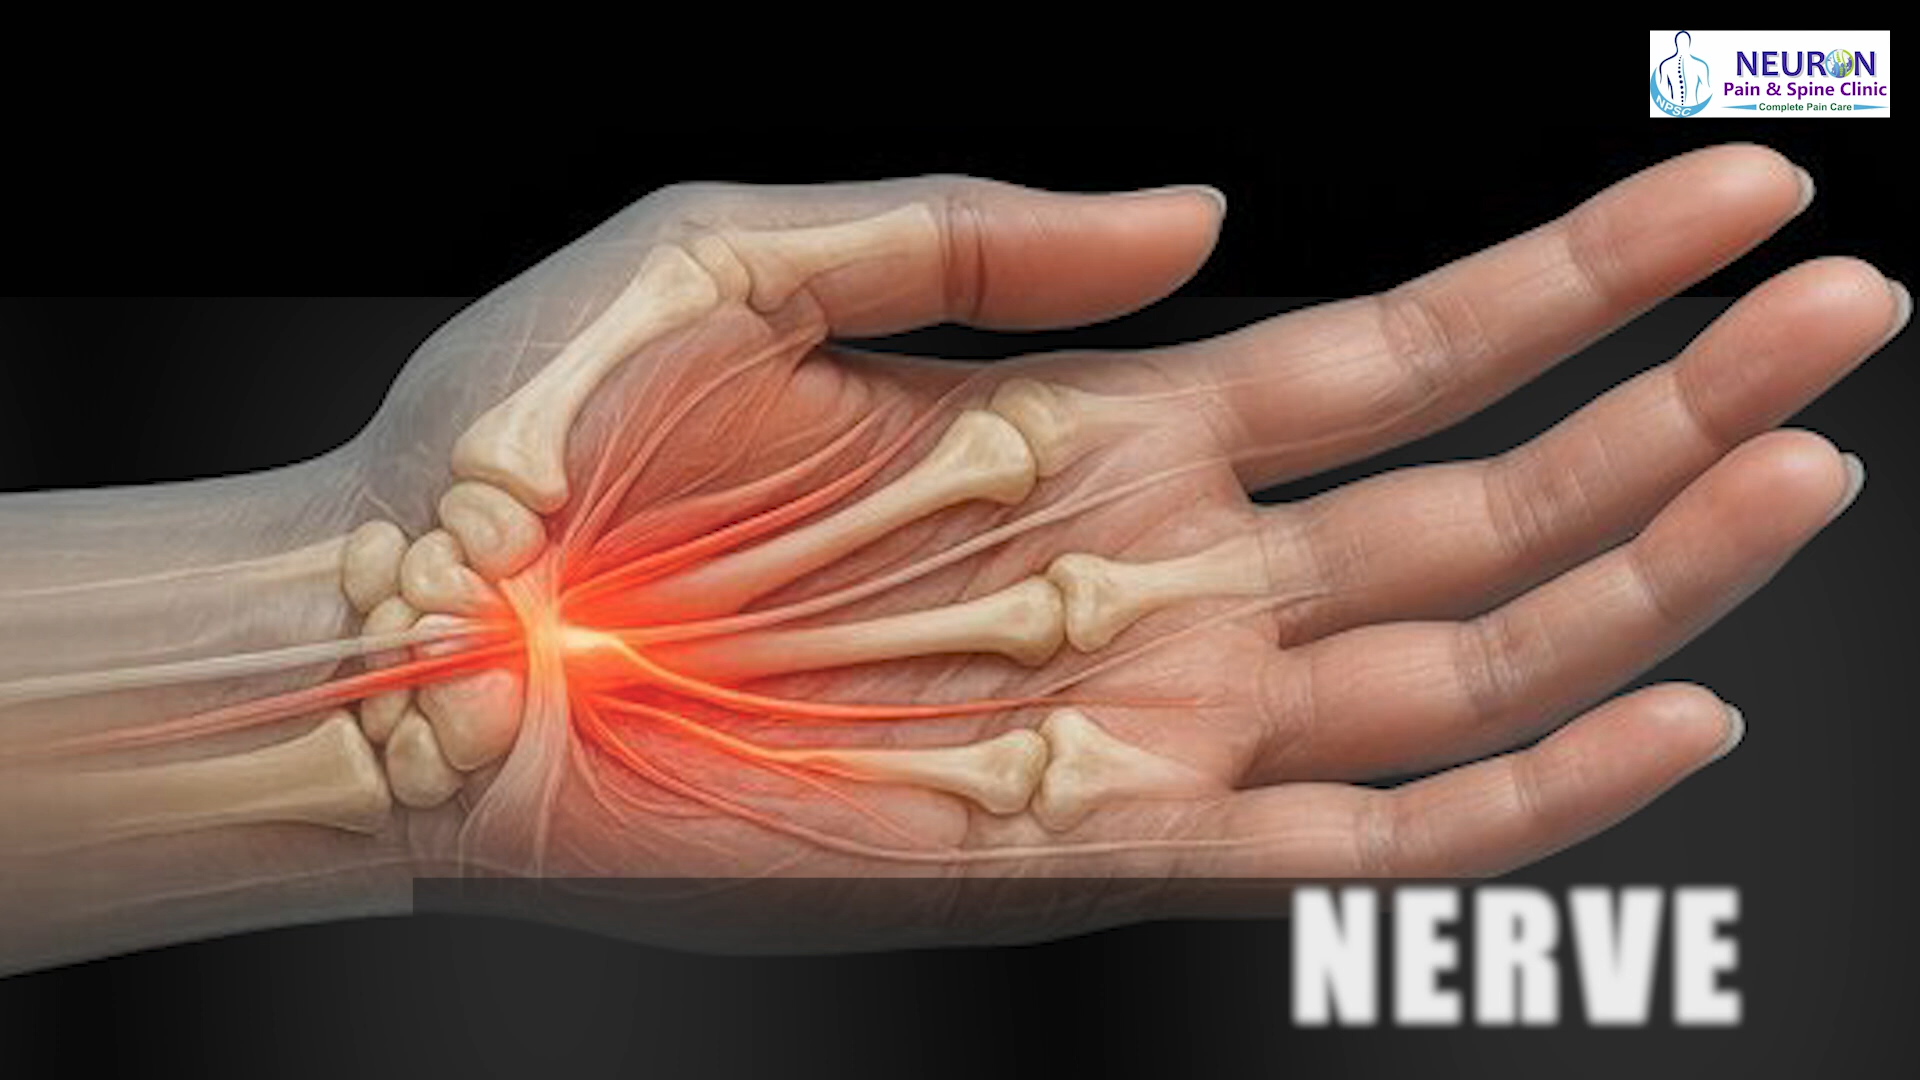 NEURON
Pain & Spine Clinic
Complete Pain Care
NPSC
NERVE